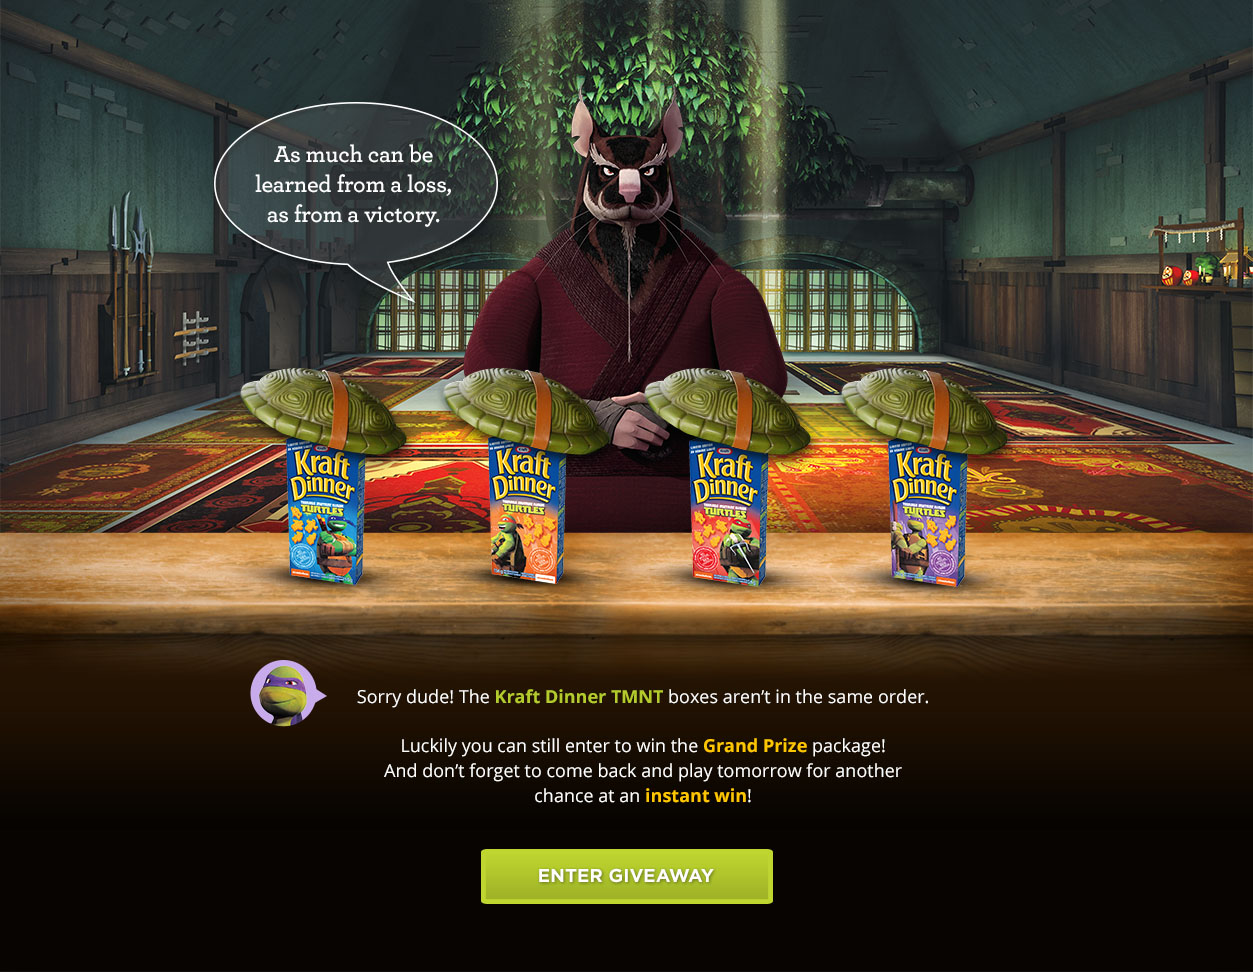 As much can be
learned from a loss,
as from a victory.
Kraft
Dinner
TURTLES
Kraft
Dinner
TURTLES
Kraft
Dinner
TURTLES
Kraft
Dinner
TURTLES
Sorry dude! The Kraft Dinner TMNT boxes aren't in the same order.
Luckily you can still enter to win the Grand Prize package!
And don't forget to come back and play tomorrow for another
chance at an instant win!
ENTER GIVEAWAY